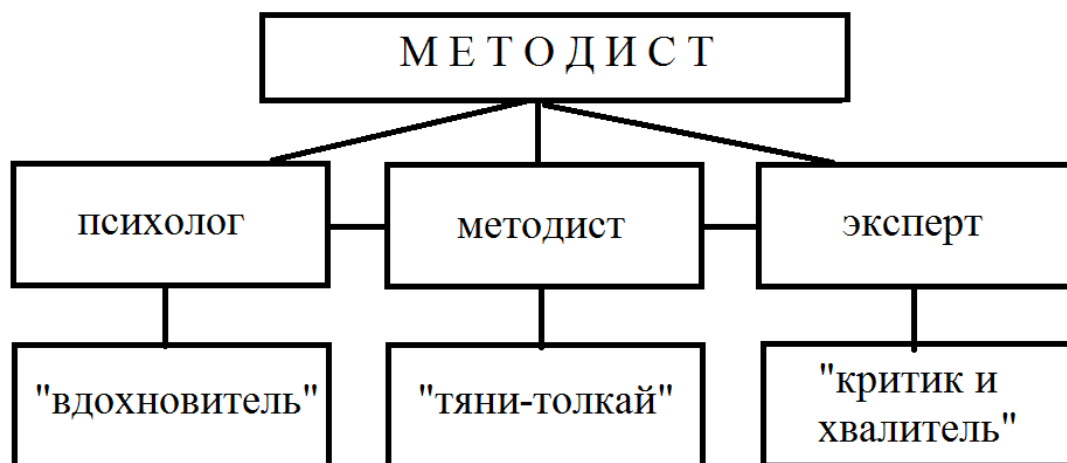 М Е Т О Д И С Т
психолог
методист
эксперт
"вдохновитель"
"тяни-толкай"
"критик и
хвалитель"